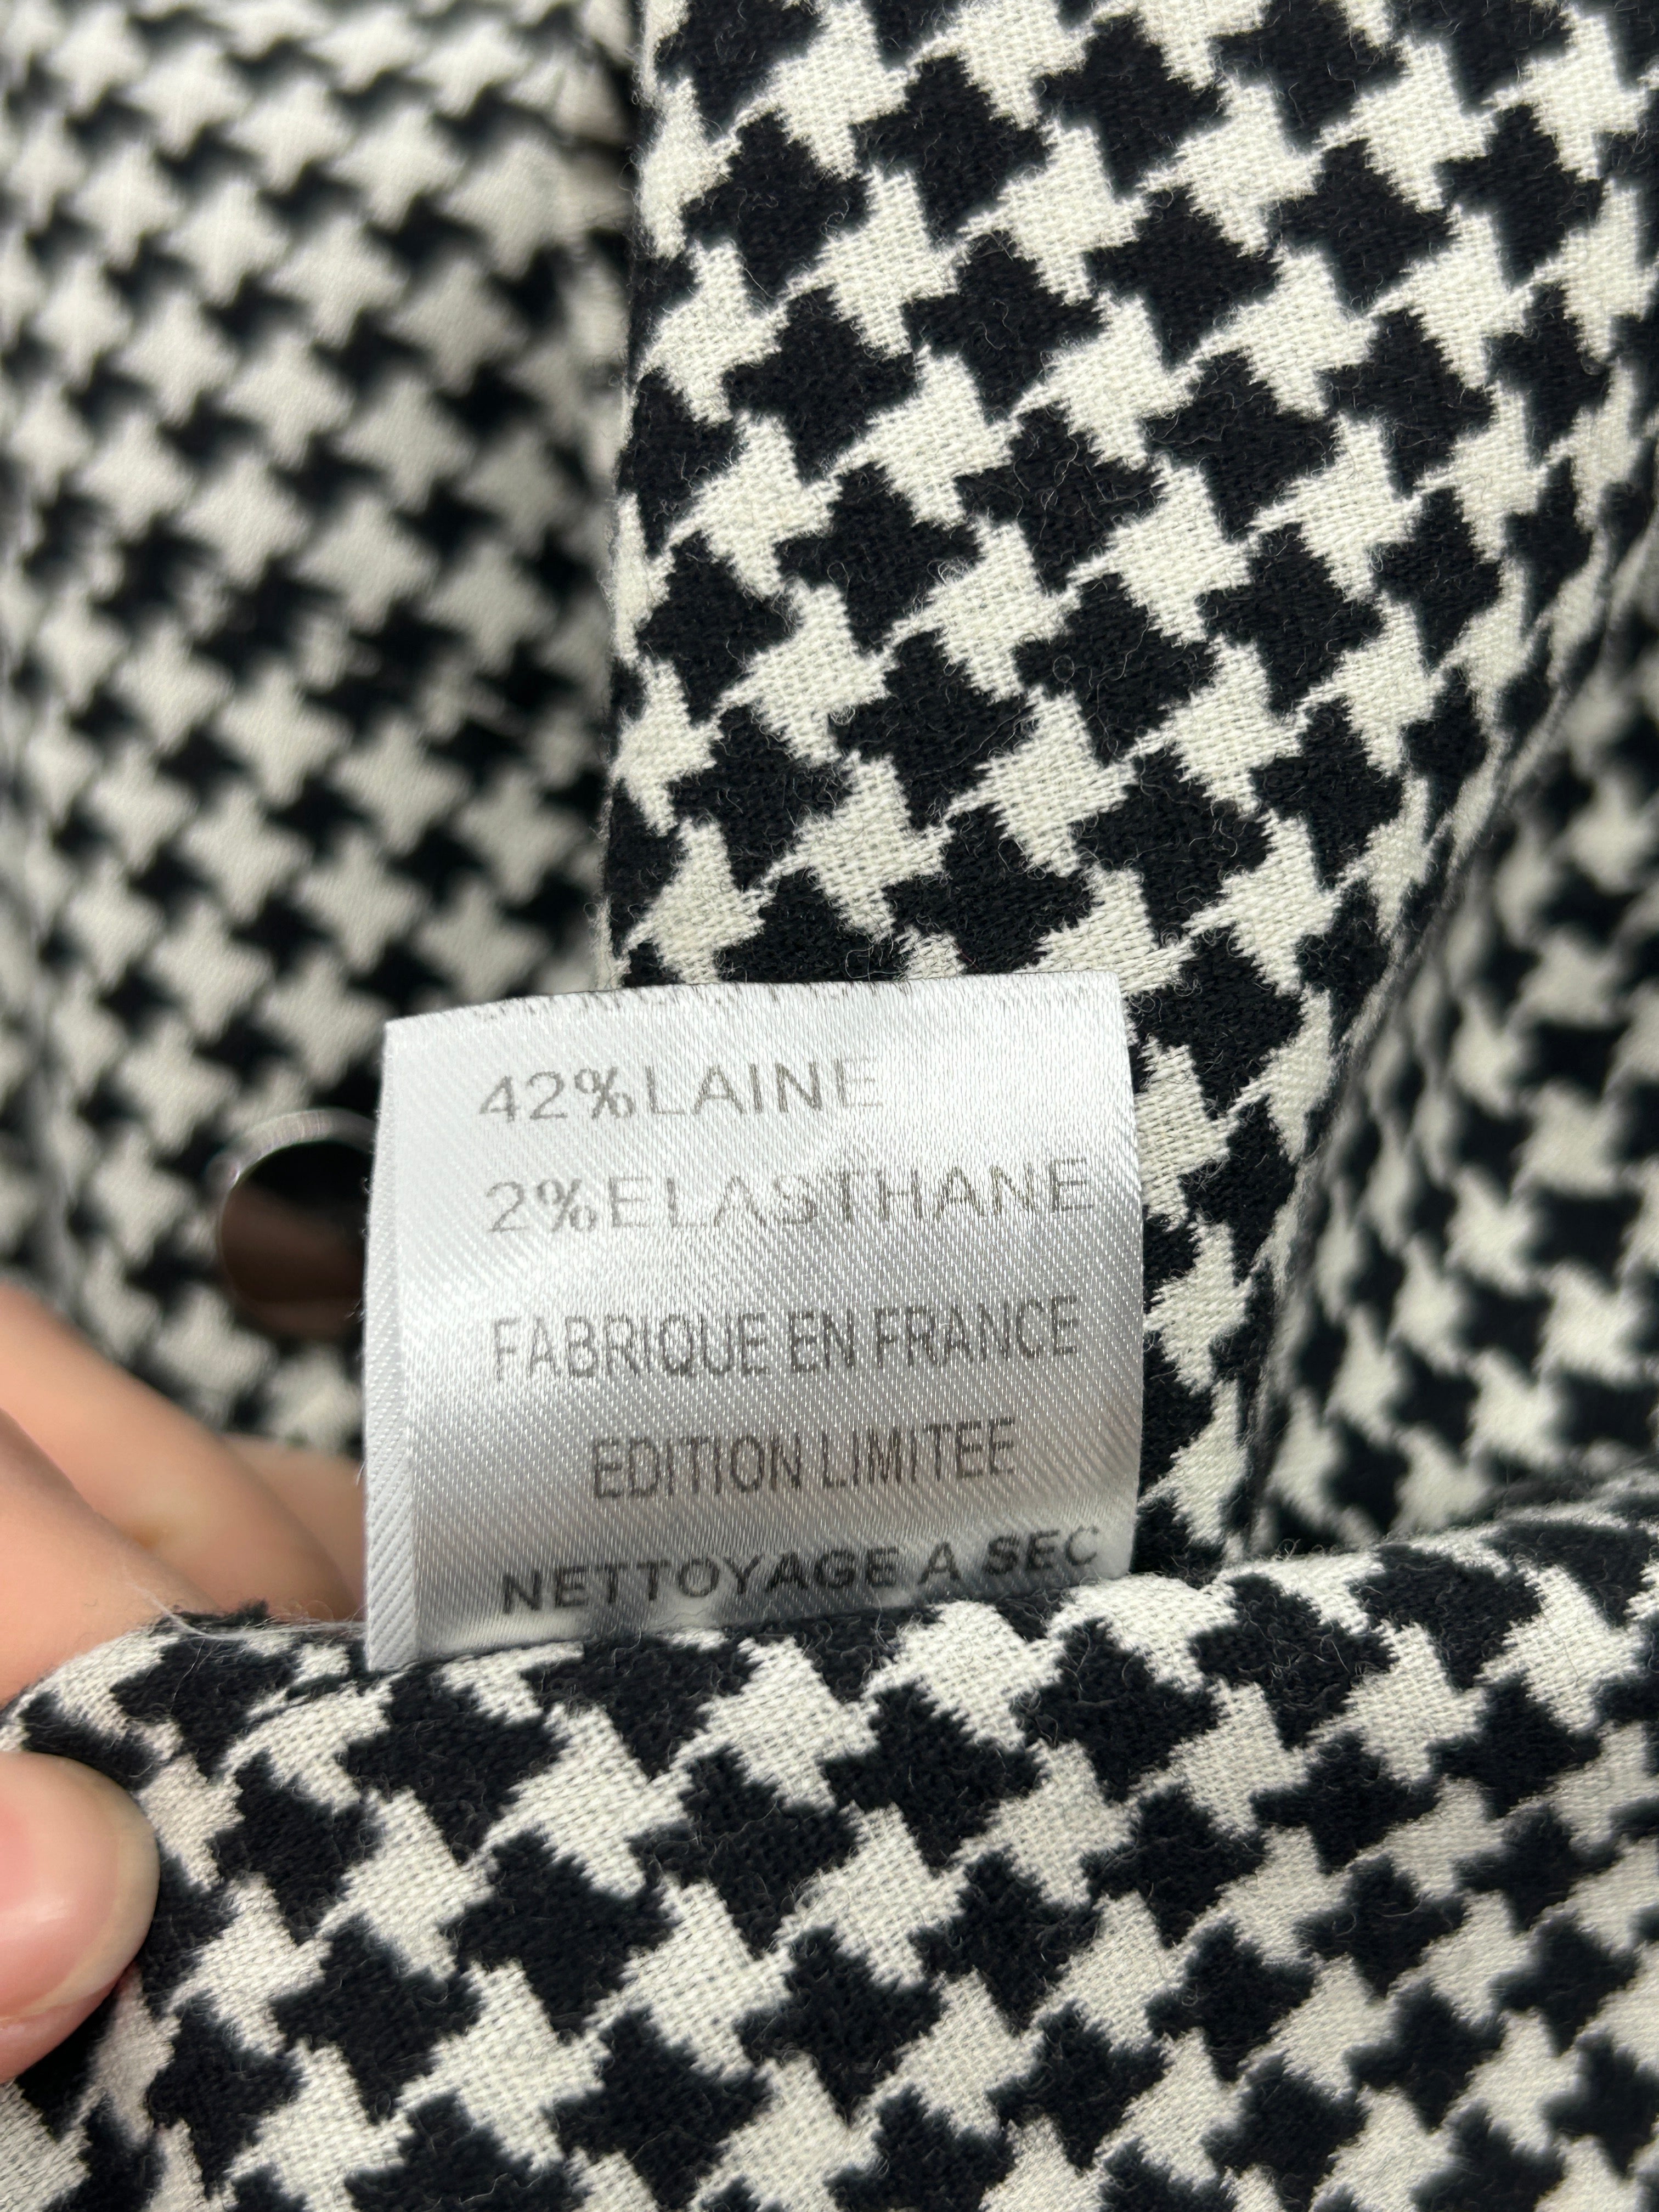 42%LAINE
2%ELASTHANE
FABRIQUE EN FRANCE
EDITION LIMITEE
NETTOYAGE A SEC